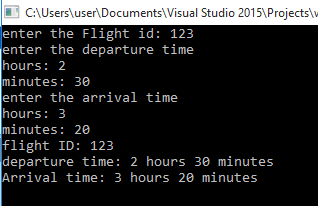 C:\Users\user\Documents\Visual Studio 2015\Projects\v
enter the Flight id: 123
enter the departure time
hours: 2
minutes: 30
enter the arrival time
hours: 3
minutes: 20
flight ID: 123
departure time: 2 hours 30 minutes
Arrival time: 3 hours 20 minutes